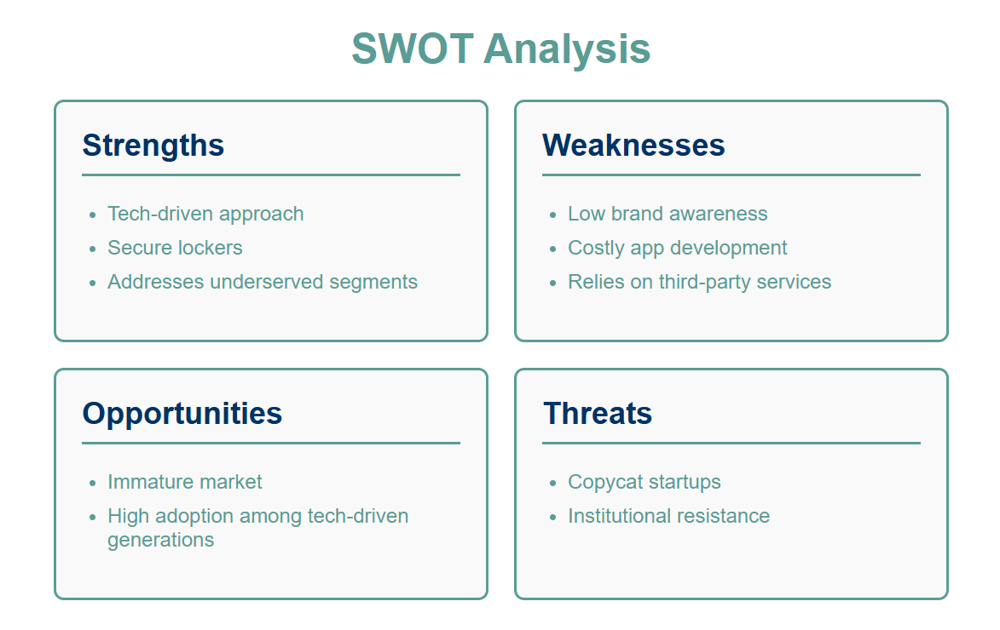 SWOT Analysis
Strengths
Tech-driven approach
Secure lockers
Addresses underserved segments
Weaknesses
Low brand awareness
Costly app development
Relies on third-party services
Opportunities
Immature market
High adoption among tech-driven
generations
Threats
Copycat startups
Institutional resistance